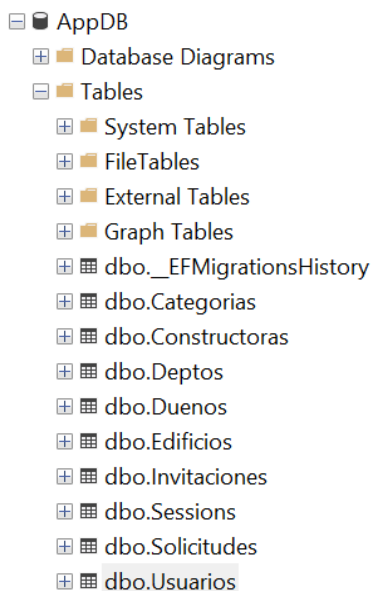 AppDB
Database Diagrams
Tables
System Tables
FileTables
External Tables
Graph Tables
dbo.__EFMigrationsHistory
dbo.Categorias
dbo.Constructoras
dbo.Deptos
dbo.Duenos
dbo.Edificios
dbo.Invitaciones
dbo.Sessions
dbo.Solicitudes
dbo.Usuarios